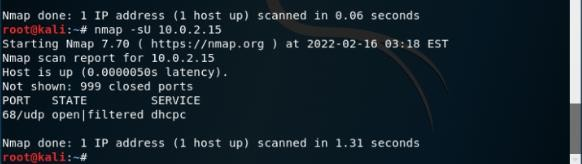 Nmap done: 1 IP address (1 host up) scanned in 0.06 seconds
root@kali:~# nmap -sU 10.0.2.15
Starting Nmap 7.70 ( https://nmap.org ) at 2022-02-16 03:18 EST
Nmap scan report for 10.0.2.15
Host is up (0.0000050s latency).
Not shown: 999 closed ports
PORT   STATE         SERVICE
68/udp open|filtered dhcpc
Nmap done: 1 IP address (1 host up) scanned in 1.31 seconds
root@kali:~#